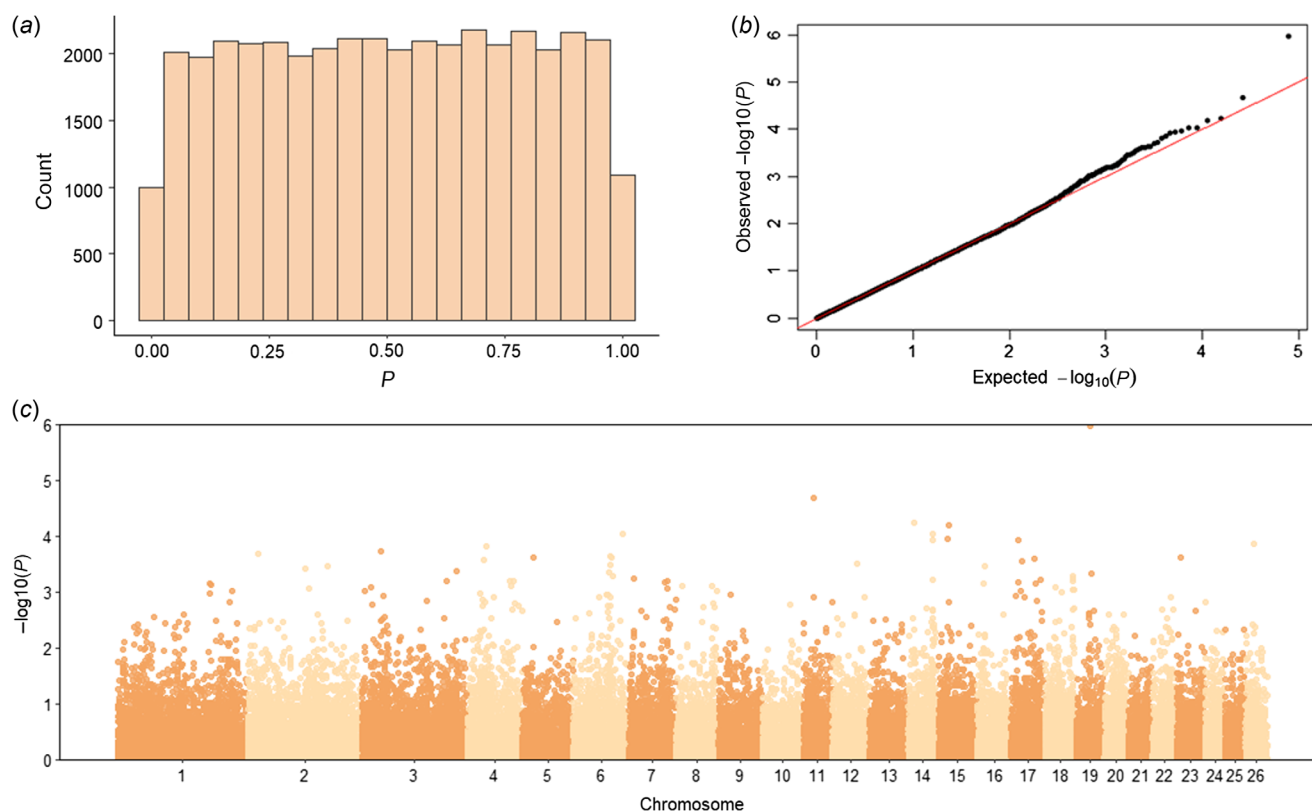 (a)
2000
1500
1000
500
0
Count
0.00 0.25 0.50 0.75 1.00
P
(b)
6
5
4
3
2
1
0
Observed −log10(P)
0 1 2 3 4 5
Expected −log₁₀(P)
(c)
6
5
4
3
2
1
0
−log10(P)
1 2 3 4 5 6 7 8 9 10 11 12 13 14 15 16 17 18 19 20 21 22 23 24 25 26
Chromosome